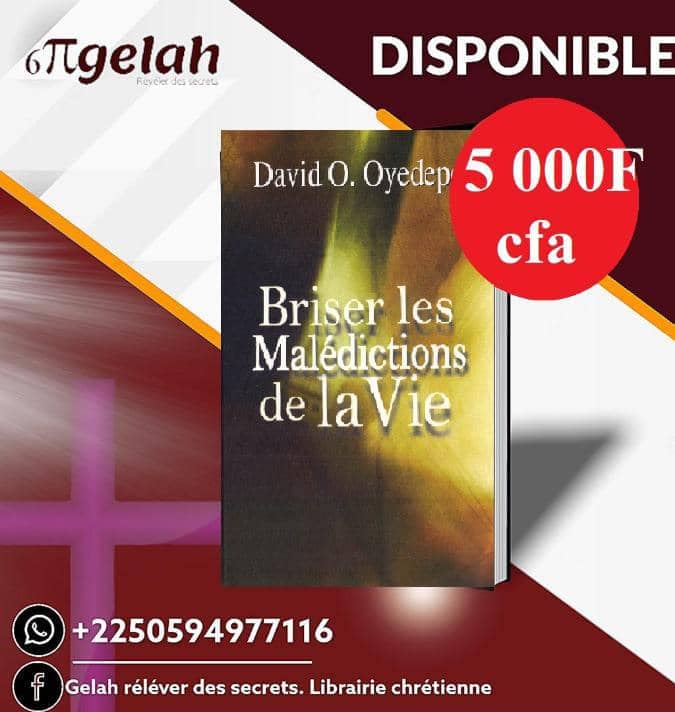 6πgelah
Révéler des secrets
DISPONIBLE
David O. Oyedep
5 000F
cfa
Briser les
Malédictions
de la Vie
+2250594977116
Gelah réléver des secrets. Librairie chrétienne